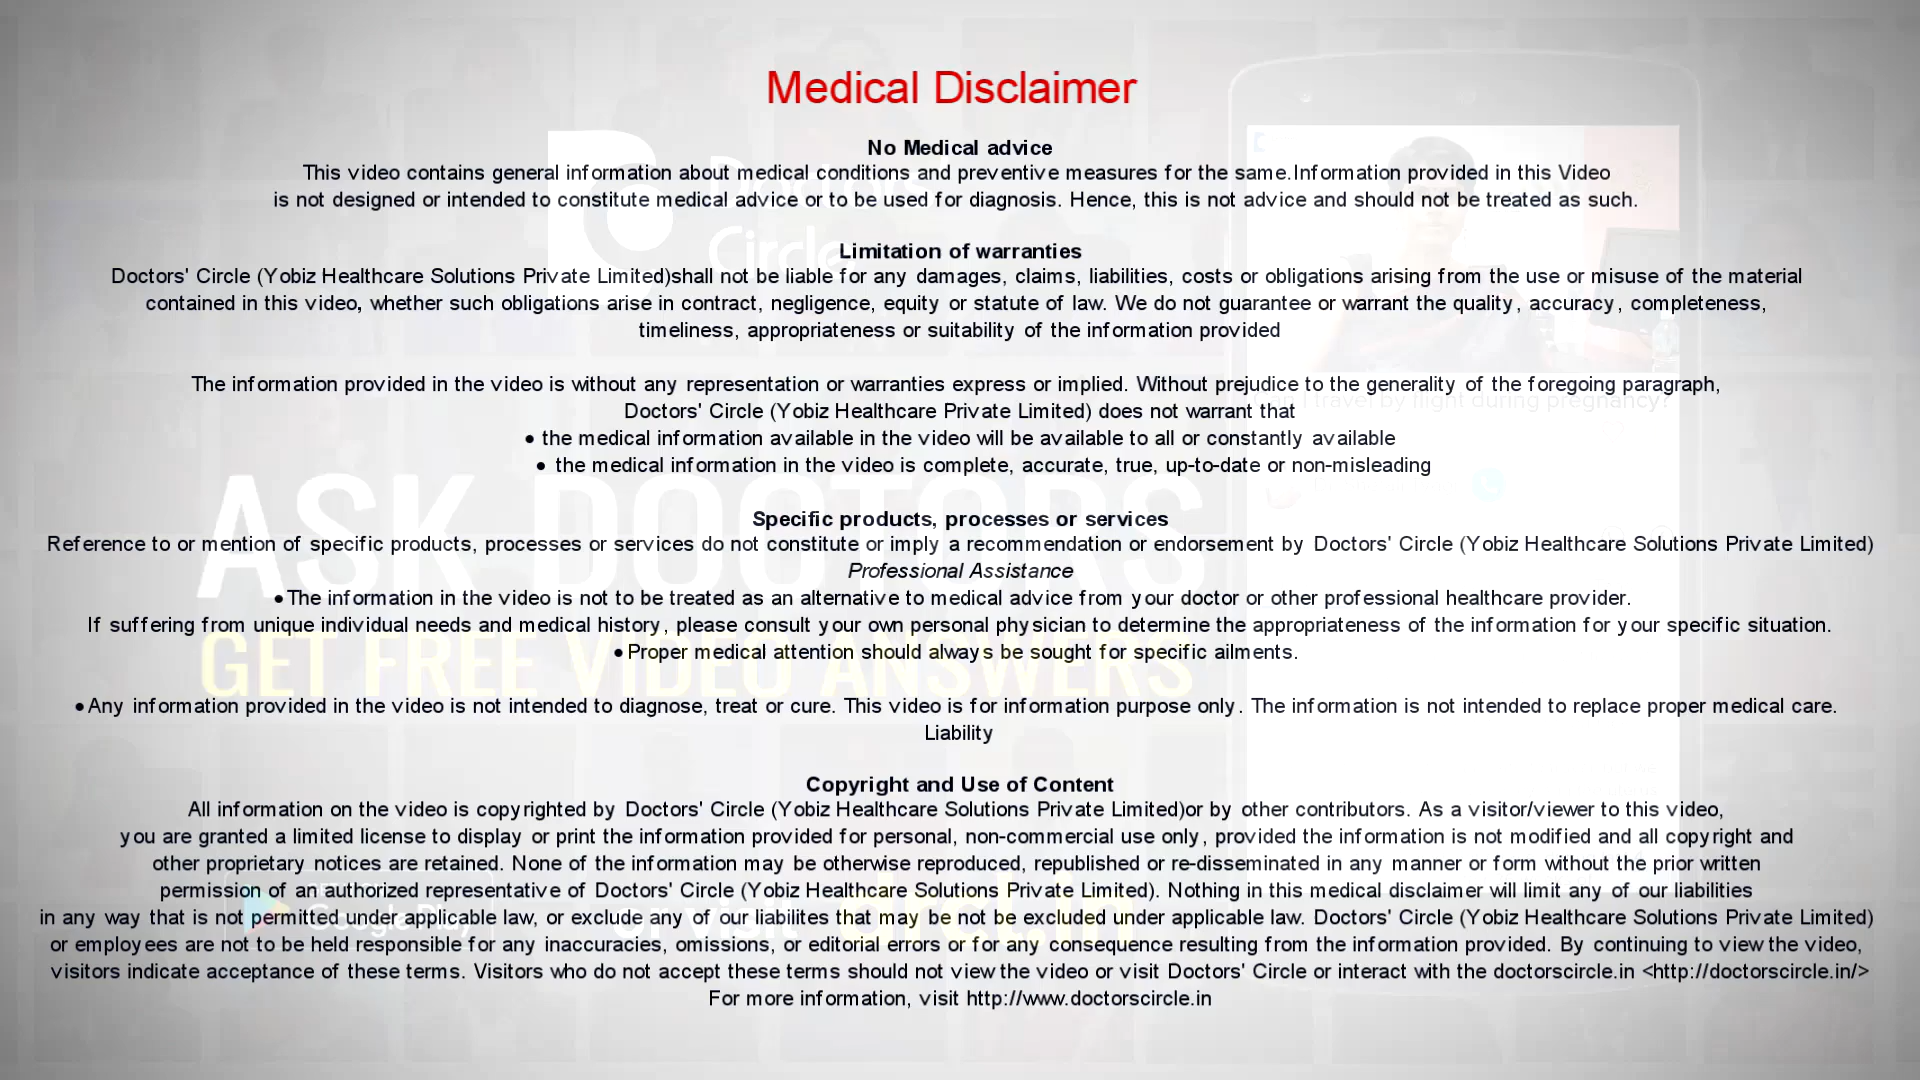 Medical Disclaimer
No Medical advice
This video contains general information about medical conditions and preventive measures for the same.Information provided in this Video
is not designed or intended to constitute medical advice or to be used for diagnosis. Hence, this is not advice and should not be treated as such.
Doctors
Circle
Limitation of warranties
Doctors' Circle (Yobiz Healthcare Solutions Private Limited)shall not be liable for any damages, claims, liabilities, costs or obligations arising from the use or misuse of the material
contained in this video, whether such obligations arise in contract, negligence, equity or statute of law. We do not guarantee or warrant the quality, accuracy, completeness,
timeliness, appropriateness or suitability of the information provided
The information provided in the video is without any representation or warranties express or implied. Without prejudice to the generality of the foregoing paragraph,
Can I travel by flight during pregnancy?
Doctors' Circle (Yobiz Healthcare Private Limited) does not warrant that
• the medical information available in the video will be available to all or constantly available
• the medical information in the video is complete, accurate, true, up-to-date or non-misleading
ASK DOCTORS
Specific products, processes or services
Reference to or mention of specific products, processes or services do not constitute or imply a recommendation or endorsement by Doctors' Circle (Yobiz Healthcare Solutions Private Limited)
Professional Assistance
•The information in the video is not to be treated as an alternative to medical advice from your doctor or other professional healthcare provider.
If suffering from unique individual needs and medical history, please consult your own personal physician to determine the appropriateness of the information for your specific situation.
•Proper medical attention should always be sought for specific ailments.
GET FREE VIDEO ANSWERS
•Any information provided in the video is not intended to diagnose, treat or cure. This video is for information purpose only. The information is not intended to replace proper medical care.
Liability
Copyright and Use of Content
All information on the video is copyrighted by Doctors' Circle (Yobiz Healthcare Solutions Private Limited)or by other contributors. As a visitor/viewer to this video,
you are granted a limited license to display or print the information provided for personal, non-commercial use only, provided the information is not modified and all copyright and
other proprietary notices are retained. None of the information may be otherwise reproduced, republished or re-disseminated in any manner or form without the prior written
permission of an authorized representative of Doctors' Circle (Yobiz Healthcare Solutions Private Limited). Nothing in this medical disclaimer will limit any of our liabilities
in any way that is not permitted under applicable law, or exclude any of our liabilites that may be not be excluded under applicable law. Doctors' Circle (Yobiz Healthcare Solutions Private Limited)
Google Play
or visit drcl.in
or employees are not to be held responsible for any inaccuracies, omissions, or editorial errors or for any consequence resulting from the information provided. By continuing to view the video,
visitors indicate acceptance of these terms. Visitors who do not accept these terms should not view the video or visit Doctors' Circle or interact with the doctorscircle.in <http://doctorscircle.in/>
For more information, visit http://www.doctorscircle.in